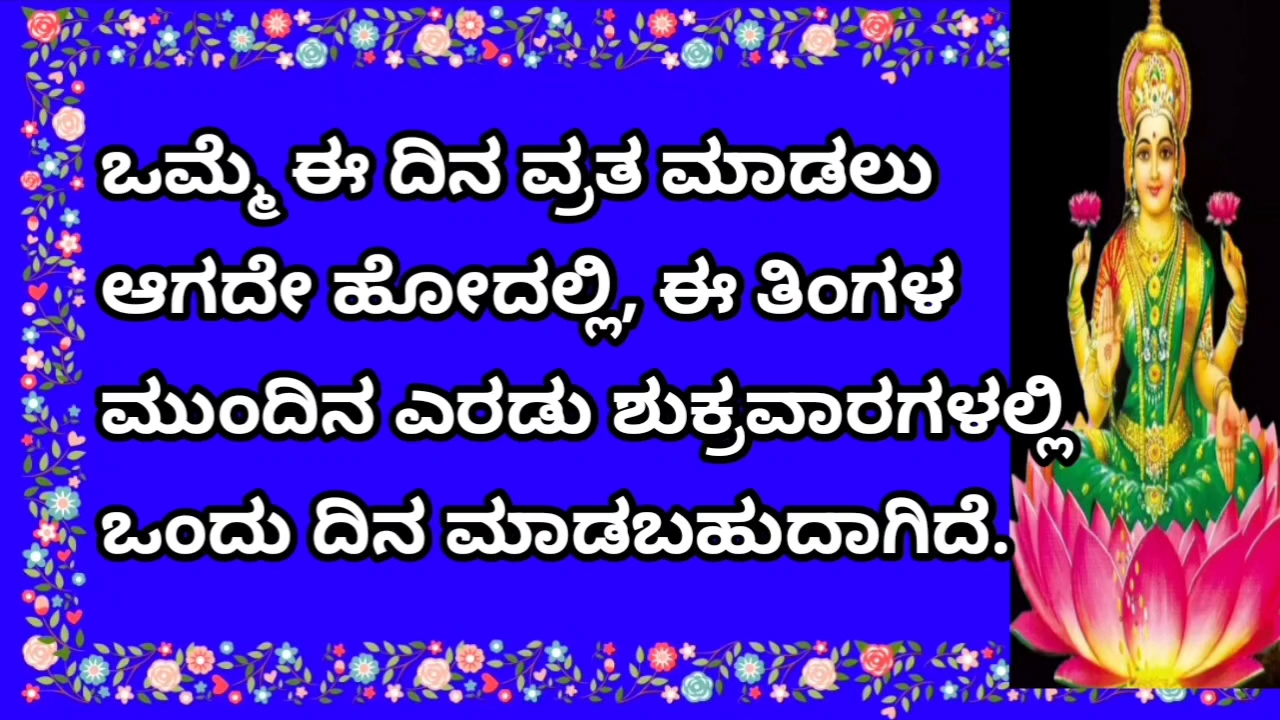 ಒಮ್ಮೆ ಈ ದಿನ ವ್ರತ ಮಾಡಲು
ಆಗದೇ ಹೋದಲ್ಲಿ, ಈ ತಿಂಗಳ
ಮುಂದಿನ ಎರಡು ಶುಕ್ರವಾರಗಳಲ್ಲಿ
ಒಂದು ದಿನ ಮಾಡಬಹುದಾಗಿದೆ.